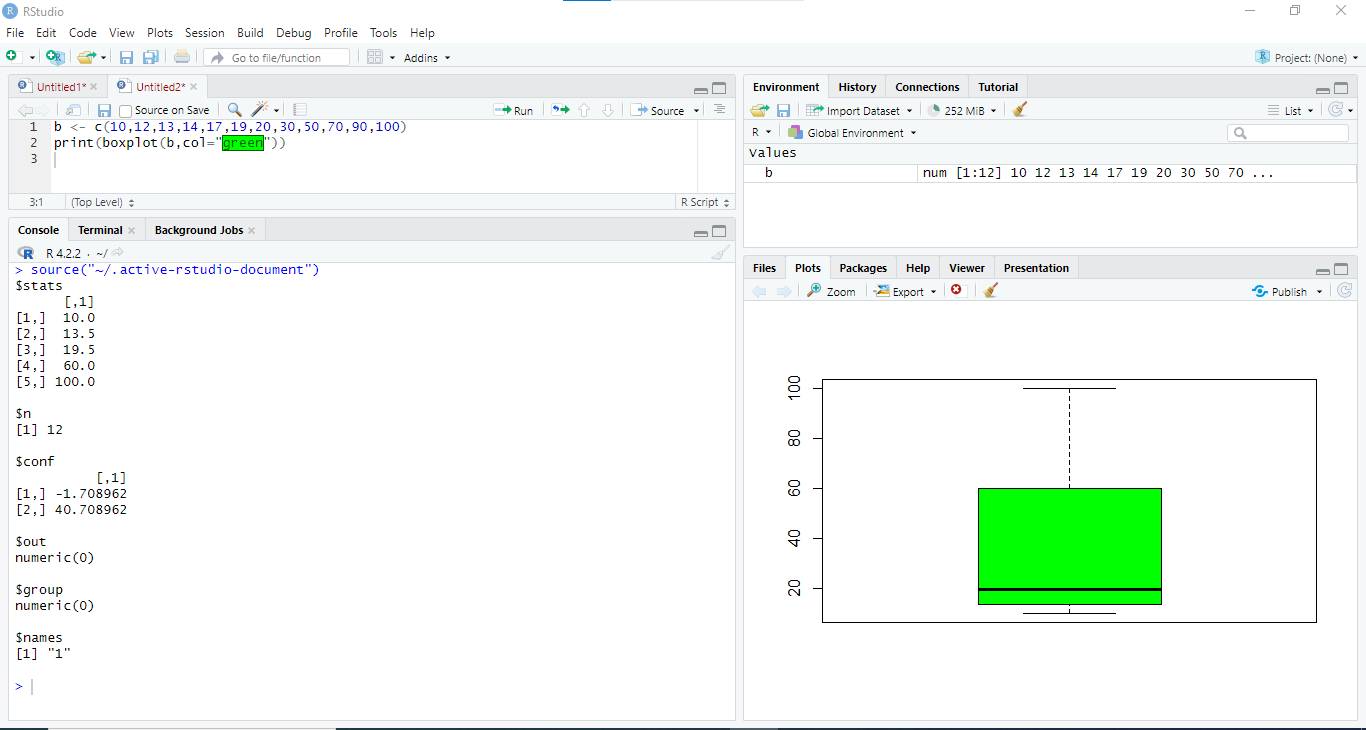 RStudio
File Edit Code View Plots Session Build Debug Profile Tools Help
Go to file/function
Addins
Project: (None)
Untitled1*
Untitled2*
Source on Save
Run
Source
1 b <- c(10,12,13,14,17,19,20,30,50,70,90,100)
2 print(boxplot(b,col="green"))
3
3:1 (Top Level)
R Script
Console Terminal Background Jobs
R 4.2.2 · ~/
> source("~/.active-rstudio-document")
$stats
[,1]
[1,] 10.0
[2,] 13.5
[3,] 19.5
[4,] 60.0
[5,] 100.0
$n
[1] 12
$conf
[,1]
[1,] -1.708962
[2,] 40.708962
$out
numeric(0)
$group
numeric(0)
$names
[1] "1"
>
Environment History Connections Tutorial
Import Dataset
252 MiB
List
R
Global Environment
Values
b num [1:12] 10 12 13 14 17 19 20 30 50 70 ...
Files Plots Packages Help Viewer Presentation
Zoom
Export
Publish
100
80
60
40
20